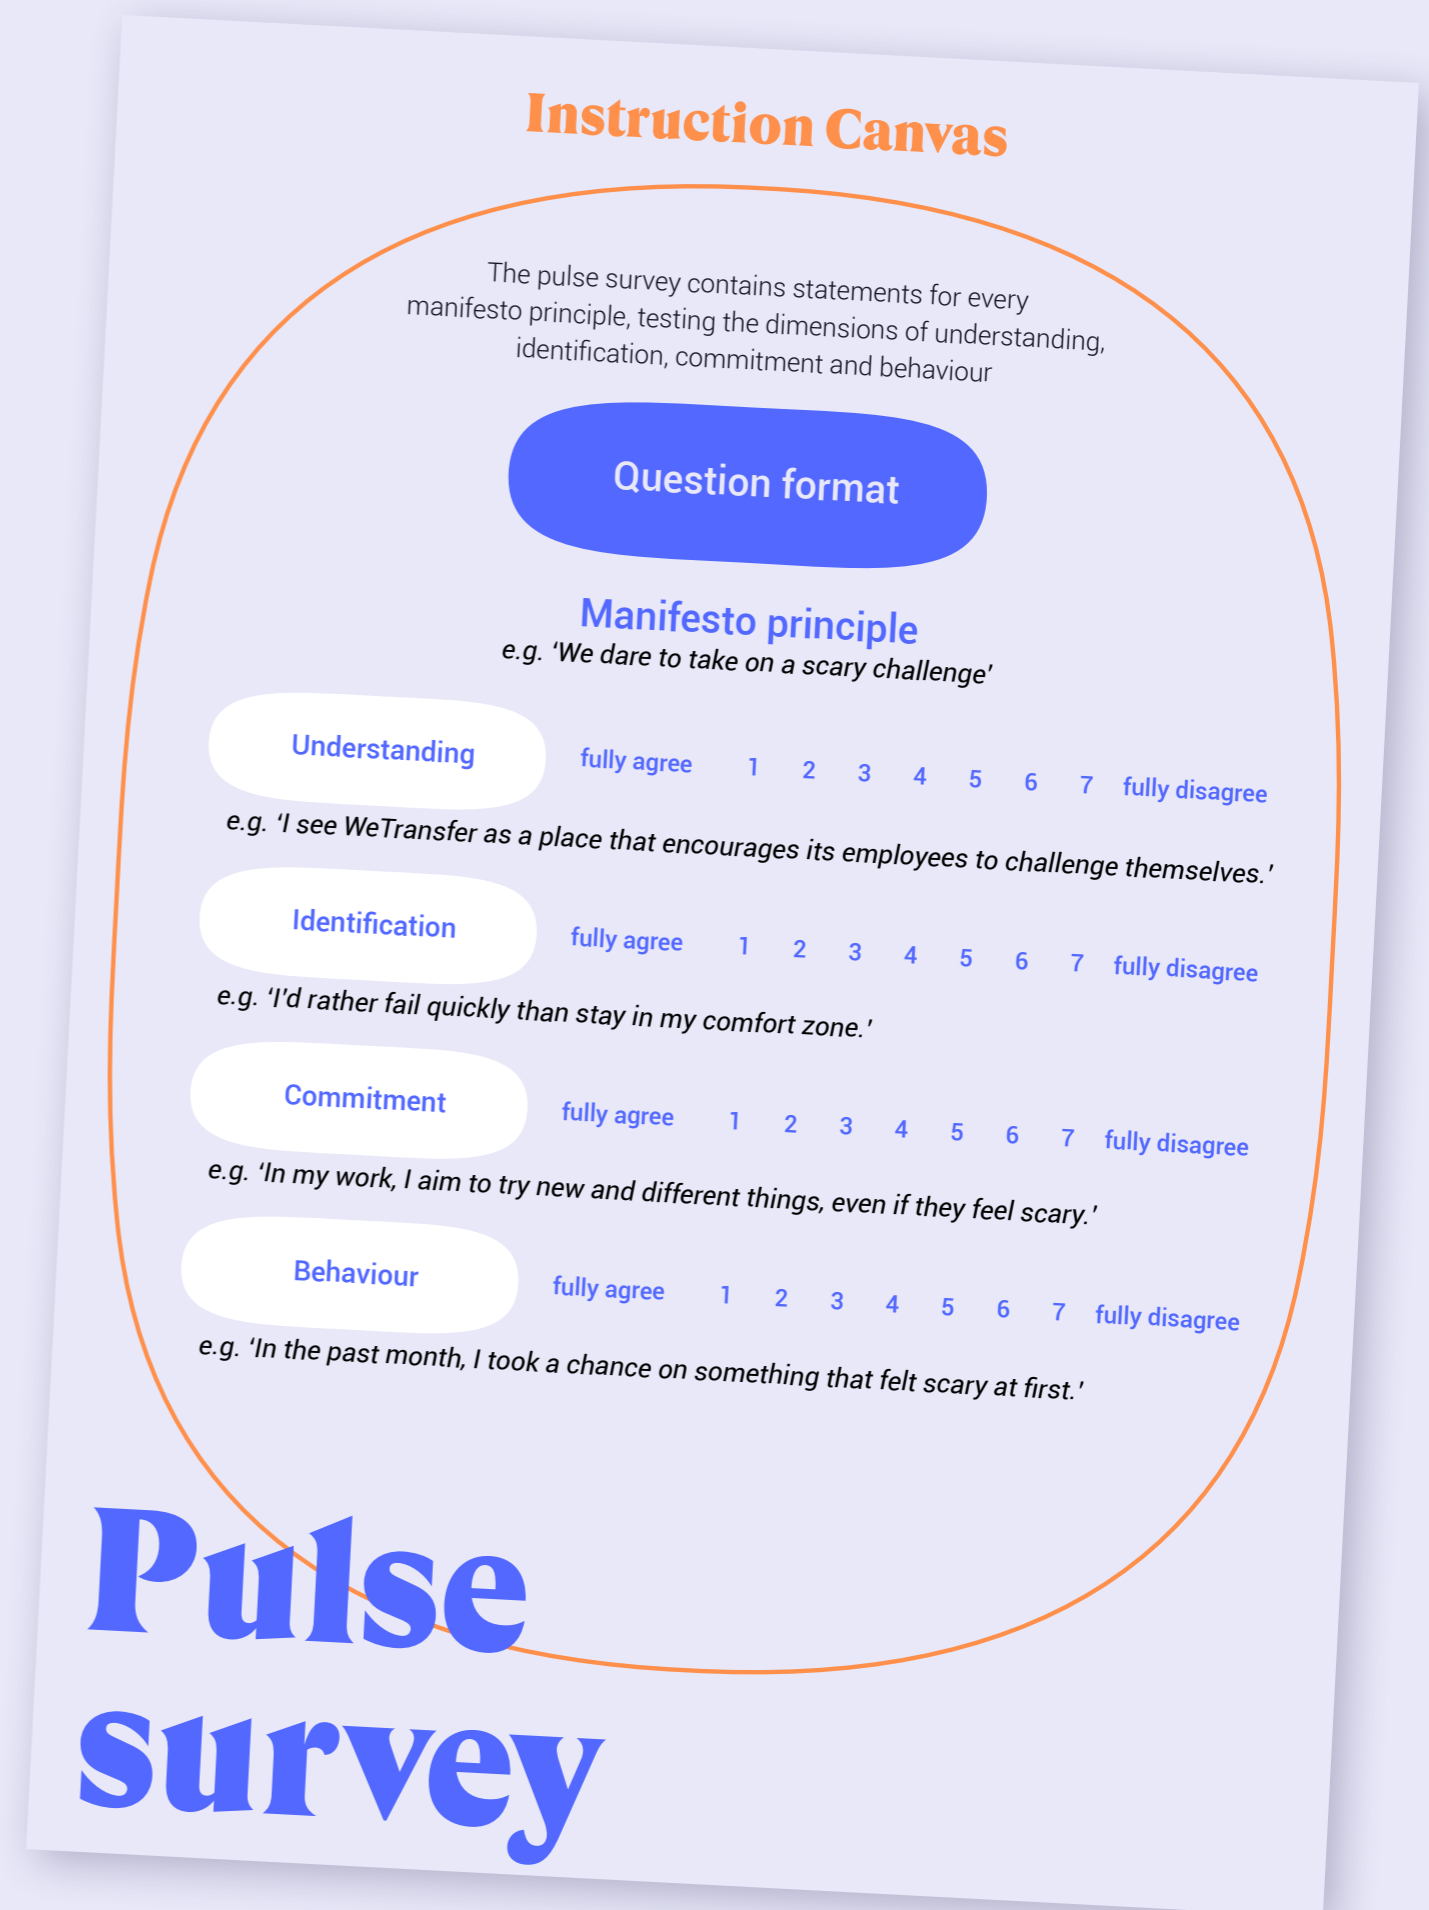 Instruction Canvas
The pulse survey contains statements for every
manifesto principle, testing the dimensions of understanding,
identification, commitment and behaviour
Question format
Manifesto principle
e.g. ‘We dare to take on a scary challenge’
Understanding fully agree 1 2 3 4 5 6 7 fully disagree
e.g. ‘I see WeTransfer as a place that encourages its employees to challenge themselves.’
Identification fully agree 1 2 3 4 5 6 7 fully disagree
e.g. ‘I’d rather fail quickly than stay in my comfort zone.’
Commitment fully agree 1 2 3 4 5 6 7 fully disagree
e.g. ‘In my work, I aim to try new and different things, even if they feel scary.’
Behaviour fully agree 1 2 3 4 5 6 7 fully disagree
e.g. ‘In the past month, I took a chance on something that felt scary at first.’
Pulse
survey